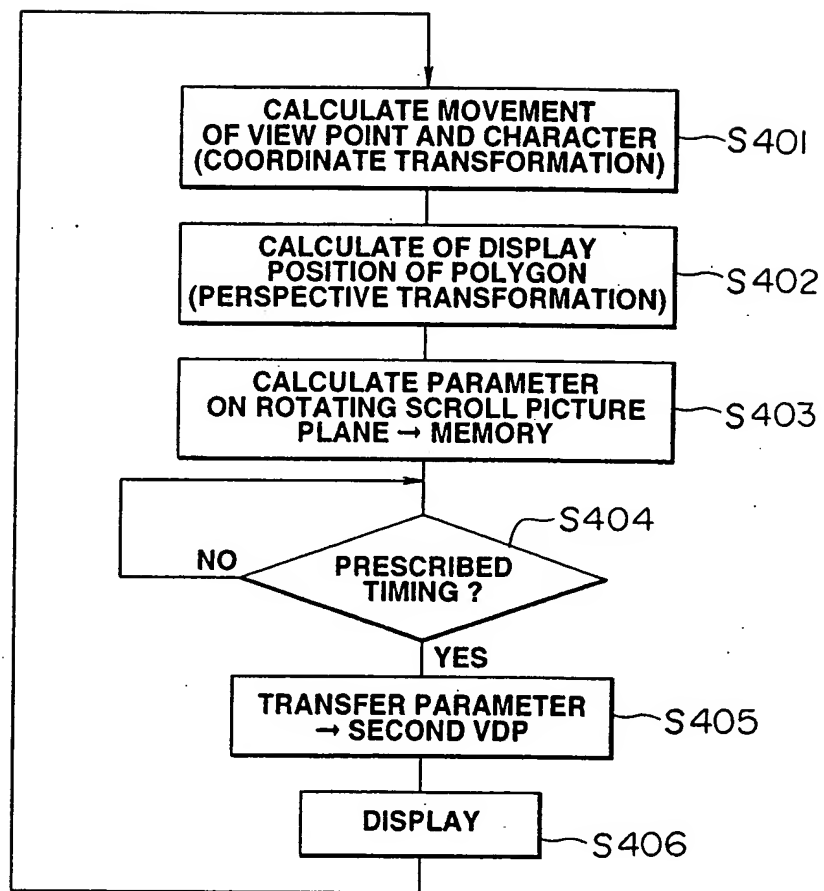 CALCULATE MOVEMENT
OF VIEW POINT AND CHARACTER
(COORDINATE TRANSFORMATION)
S401
CALCULATE OF DISPLAY
POSITION OF POLYGON
(PERSPECTIVE TRANSFORMATION)
S402
CALCULATE PARAMETER
ON ROTATING SCROLL PICTURE
PLANE → MEMORY
S403
S404
NO
PRESCRIBED
TIMING ?
YES
TRANSFER PARAMETER
→ SECOND VDP
S405
DISPLAY
S406